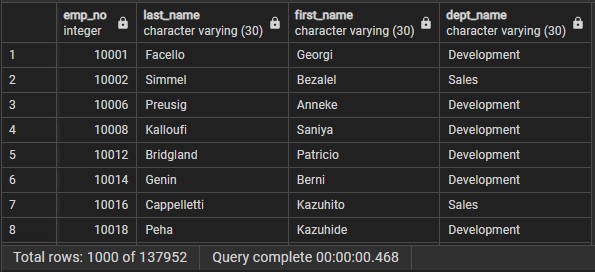 emp_no last_name first_name dept_name
integer character varying (30) character varying (30) character varying (30)
1 10001 Facello Georgi Development
2 10002 Simmel Bezalel Sales
3 10006 Preusig Anneke Development
4 10008 Kalloufi Saniya Development
5 10012 Bridgland Patricio Development
6 10014 Genin Berni Development
7 10016 Cappelletti Kazuhito Sales
8 10018 Peha Kazuhide Development
Total rows: 1000 of 137952 Query complete 00:00:00.468